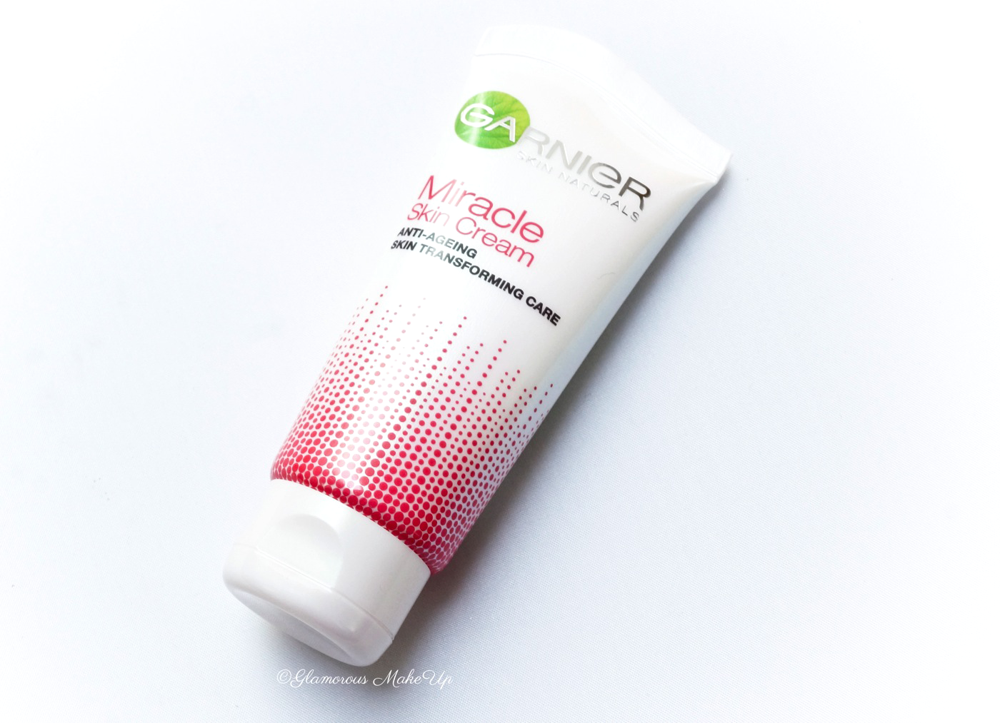 GARNIER
SKIN NATURALS
Miracle
Skin Cream
ANTI-AGEING
SKIN TRANSFORMING CARE
©Glamorous MakeUp